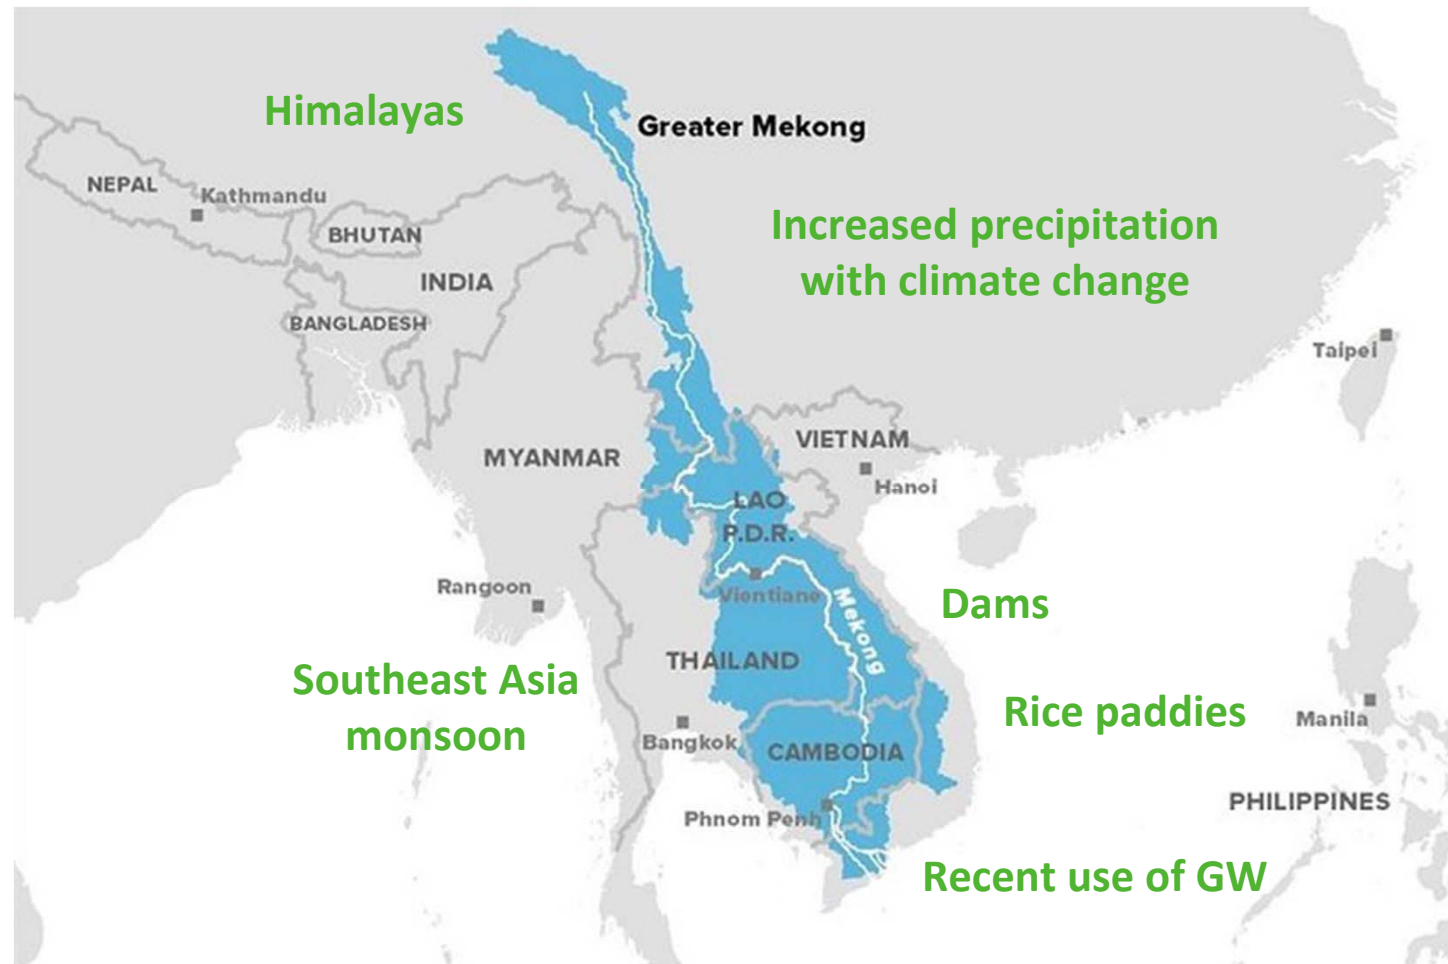 Himalayas
Greater Mekong
NEPAL
Kathmandu
BHUTAN
INDIA
BANGLADESH
Increased precipitation
with climate change
Taipei
MYANMAR
VIETNAM
Hanoi
LAO
P.D.R.
Rangoon
Vientiane
Mekong
Dams
THAILAND
Southeast Asia
monsoon
Rice paddies
Manila
Bangkok
CAMBODIA
PHILIPPINES
Phnom Penh
Recent use of GW